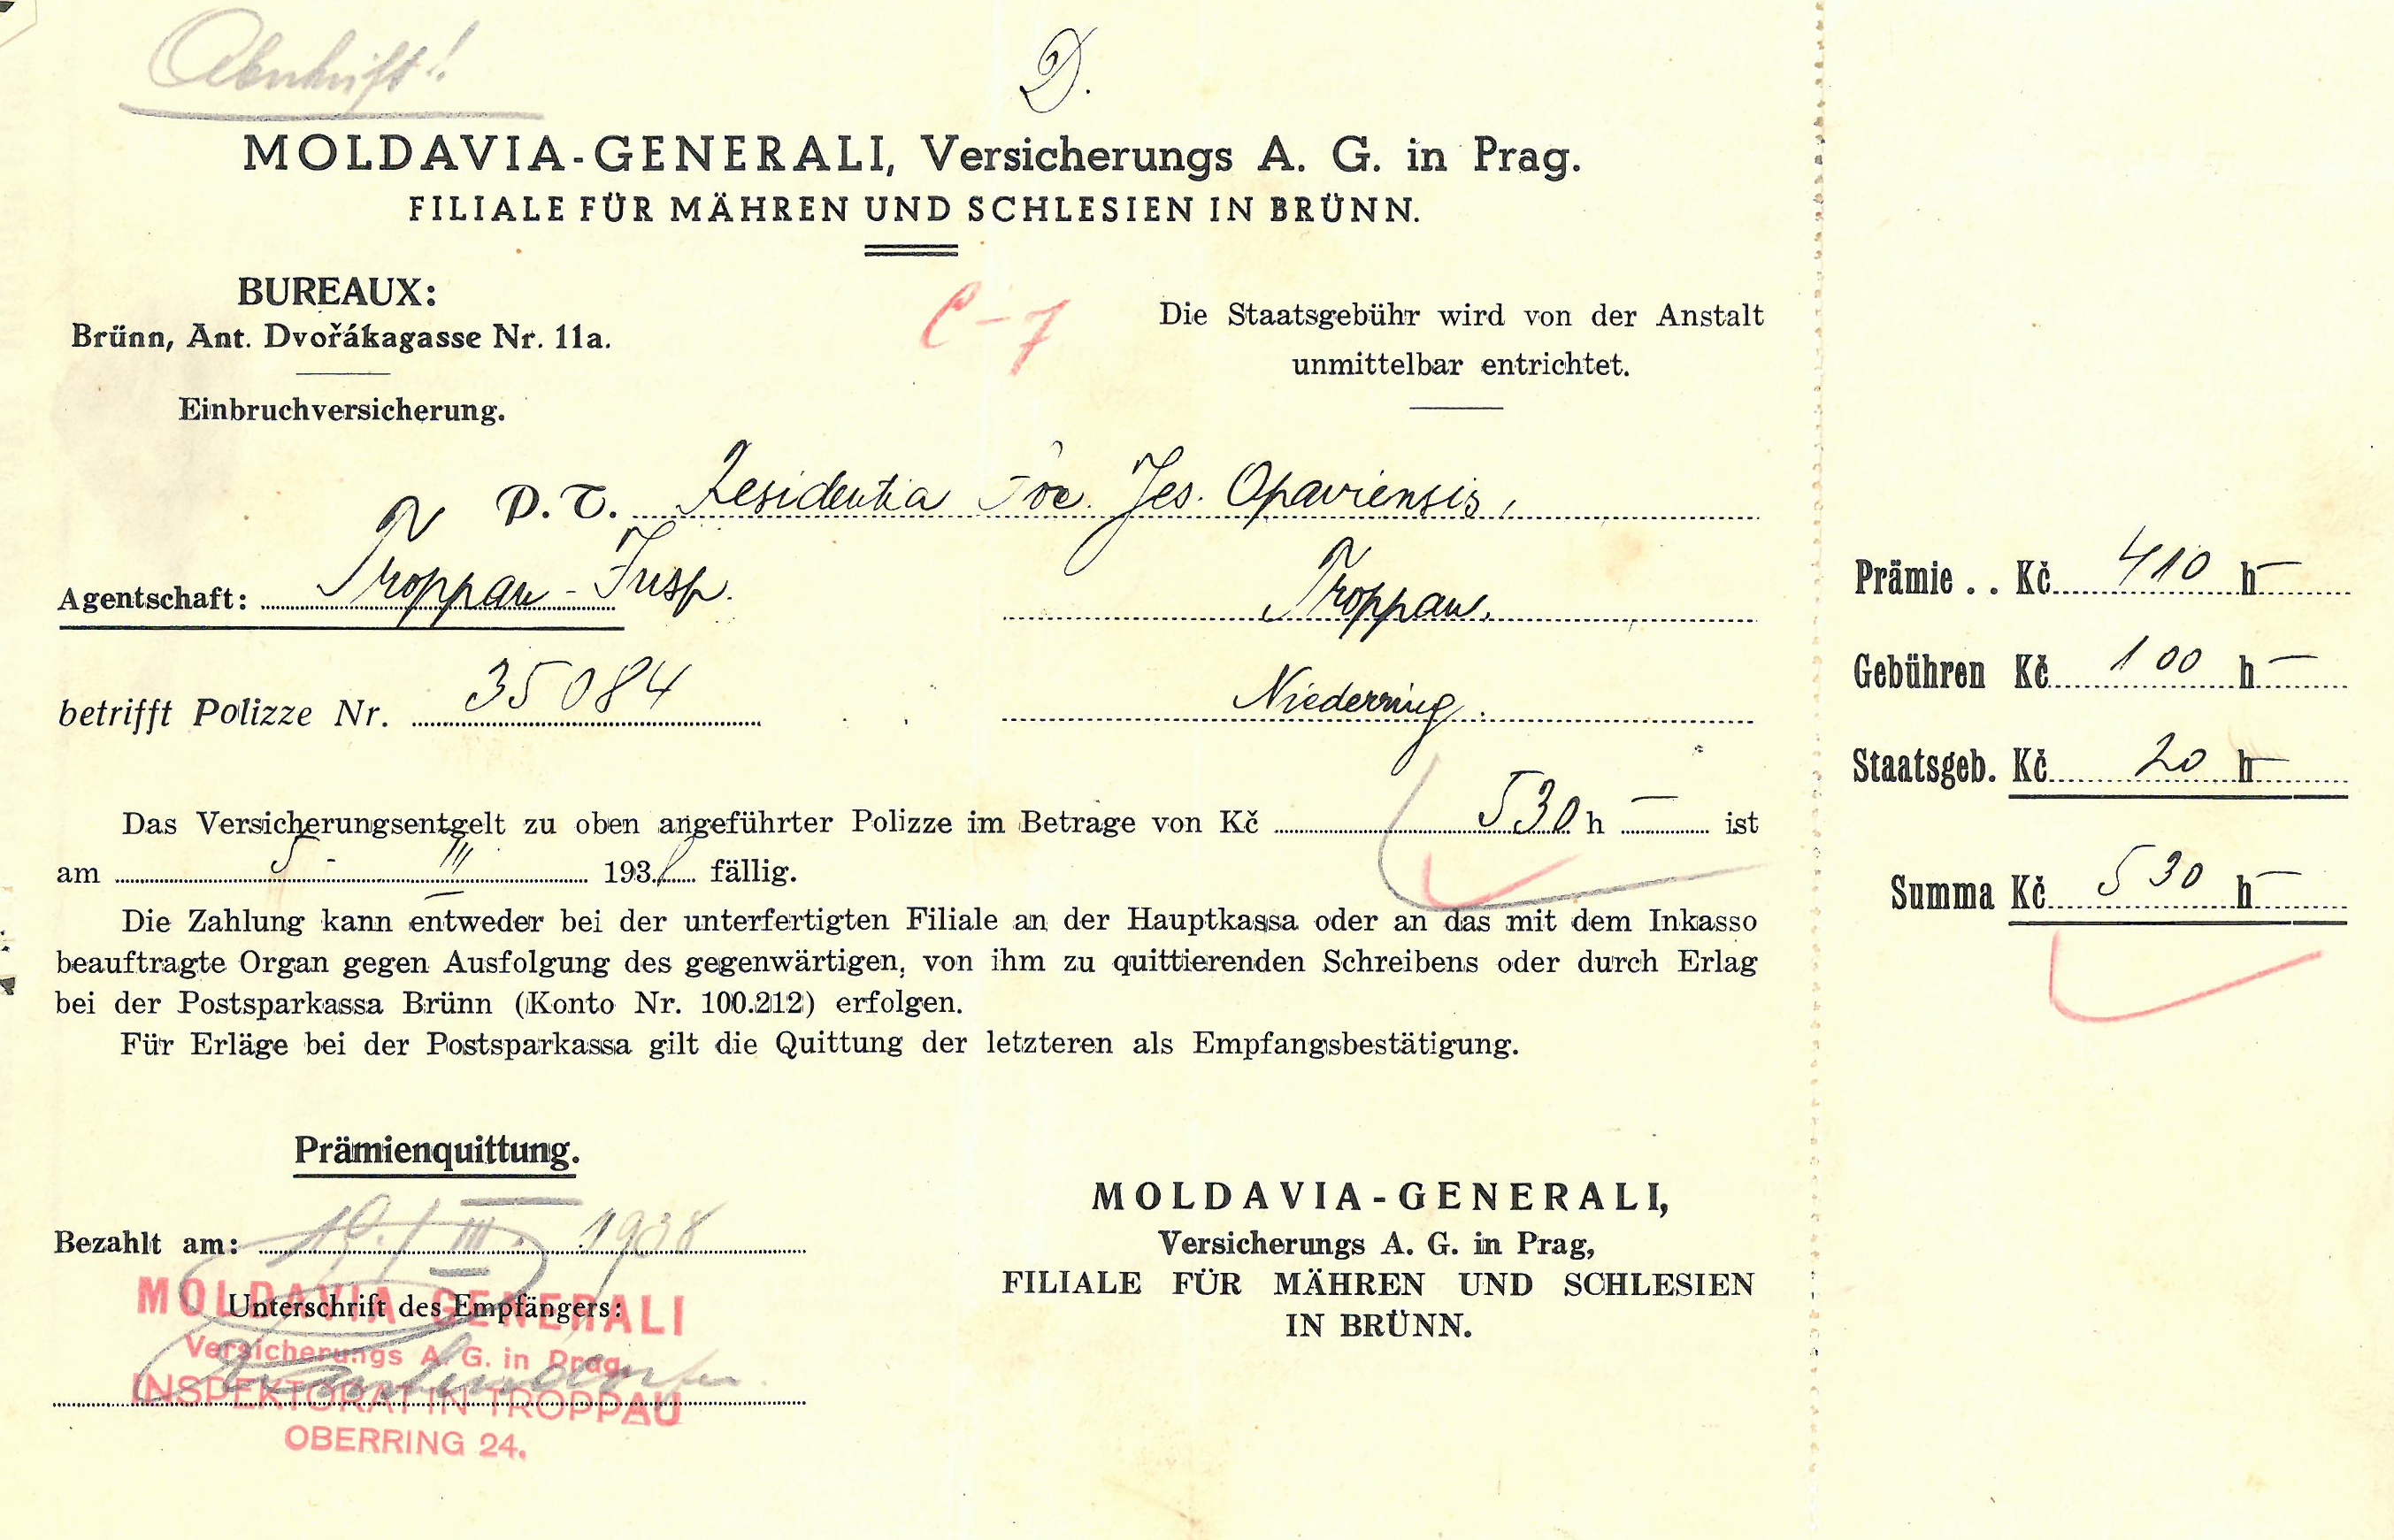 Abschrift!
D.
MOLDAVIA-GENERALI, Versicherungs A. G. in Prag.
FILIALE FÜR MÄHREN UND SCHLESIEN IN BRÜNN.
BUREAUX:
Brünn, Ant. Dvořákagasse Nr. 11a.
Einbruchversicherung.
C-7
Die Staatsgebühr wird von der Anstalt
unmittelbar entrichtet.
P. T. Residentia Soc. Jes. Opaviensis,
Agentschaft: Troppau - Insp.
Troppau.
betrifft Polizze Nr. 35084
Niederring.
Das Versicherungsentgelt zu oben angeführter Polizze im Betrage von Kč 530 h — ist
am 5 - III 1938 fällig.
Die Zahlung kann entweder bei der unterfertigten Filiale an der Hauptkassa oder an das mit dem Inkasso
beauftragte Organ gegen Ausfolgung des gegenwärtigen, von ihm zu quittierenden Schreibens oder durch Erlag
bei der Postsparkassa Brünn (Konto Nr. 100.212) erfolgen.
Für Erläge bei der Postsparkassa gilt die Quittung der letzteren als Empfangsbestätigung.
Prämienquittung.
Bezahlt am: 19. III. 1938
Unterschrift des Empfängers:
MOLDAVIA-GENERALI
Versicherungs A. G. in Prag
INSPEKTORAT IN TROPPAU
OBERRING 24.
MOLDAVIA-GENERALI,
Versicherungs A. G. in Prag,
FILIALE FÜR MÄHREN UND SCHLESIEN
IN BRÜNN.
Prämie . . Kč 410 h —
Gebühren Kč 100 h —
Staatsgeb. Kč 20 h —
Summa Kč 530 h —